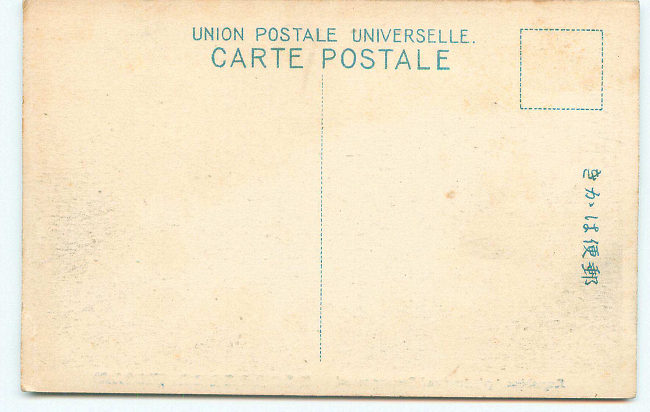 UNION POSTALE UNIVERSELLE.
CARTE POSTALE
郵便はがき